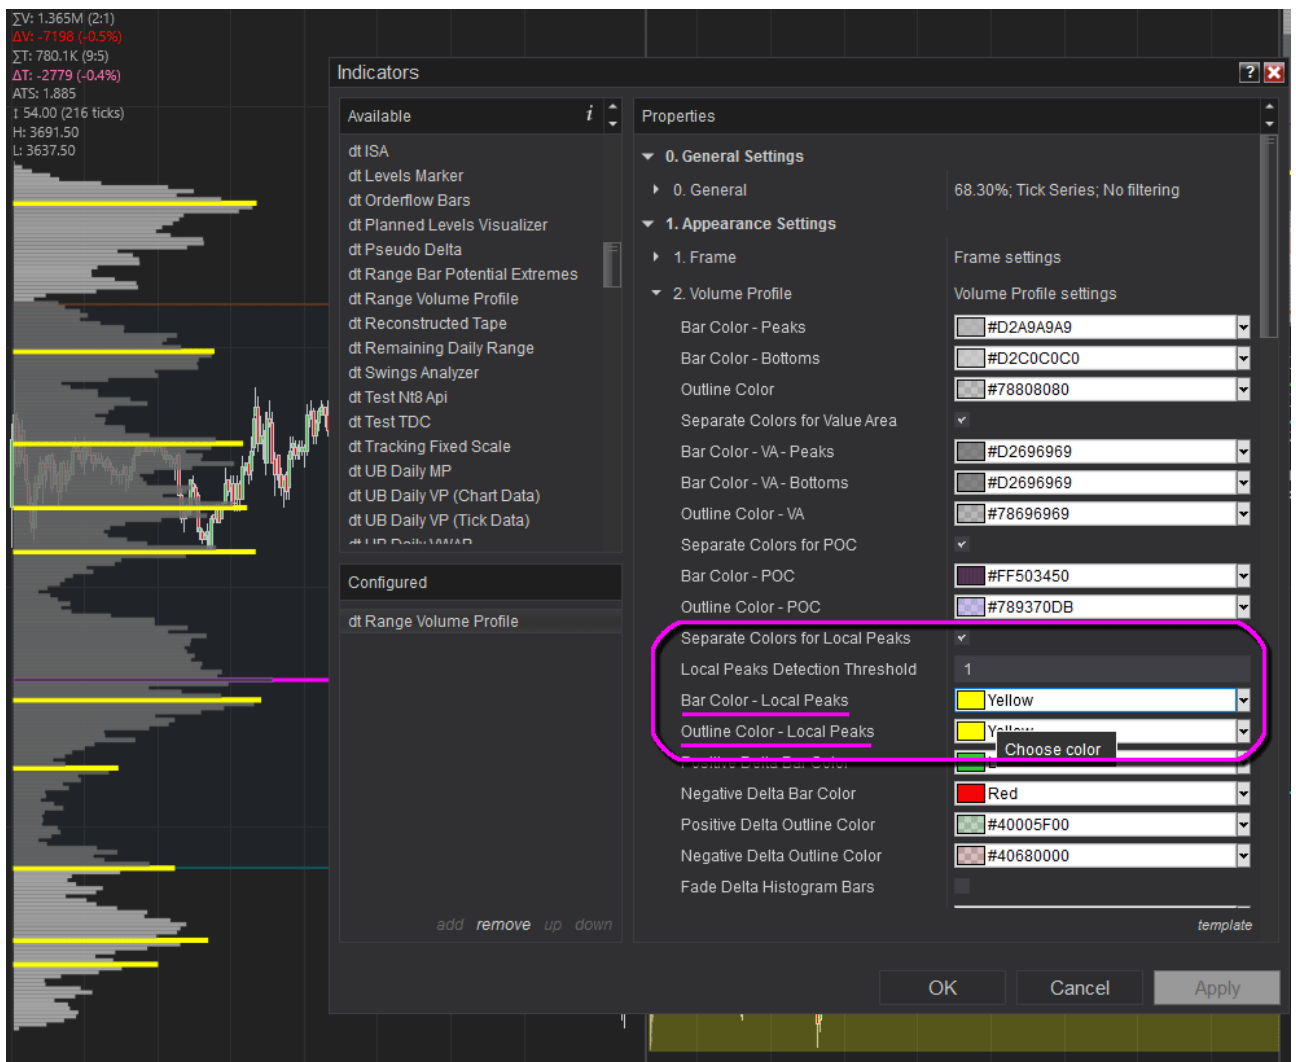 ∑V: 1.365M (2:1)
ΔV: -7198 (-0.5%)
∑T: 780.1K (9:5)
ΔT: -2779 (-0.4%)
ATS: 1.885
↕ 54.00 (216 ticks)
H: 3691.50
L: 3637.50
Indicators
?
Available
i
dt ISA
dt Levels Marker
dt Orderflow Bars
dt Planned Levels Visualizer
dt Pseudo Delta
dt Range Bar Potential Extremes
dt Range Volume Profile
dt Reconstructed Tape
dt Remaining Daily Range
dt Swings Analyzer
dt Test Nt8 Api
dt Test TDC
dt Tracking Fixed Scale
dt UB Daily MP
dt UB Daily VP (Chart Data)
dt UB Daily VP (Tick Data)
dt UB Daily VWAP
Configured
dt Range Volume Profile
add remove up down
Properties
0. General Settings
0. General 68.30%; Tick Series; No filtering
1. Appearance Settings
1. Frame Frame settings
2. Volume Profile Volume Profile settings
Bar Color - Peaks #D2A9A9A9
Bar Color - Bottoms #D2C0C0C0
Outline Color #78808080
Separate Colors for Value Area
Bar Color - VA - Peaks #D2696969
Bar Color - VA - Bottoms #D2696969
Outline Color - VA #78696969
Separate Colors for POC
Bar Color - POC #FF503450
Outline Color - POC #789370DB
Separate Colors for Local Peaks
Local Peaks Detection Threshold 1
Bar Color - Local Peaks Yellow
Outline Color - Local Peaks Yellow
Choose color
Positive Delta Bar Color
Negative Delta Bar Color Red
Positive Delta Outline Color #40005F00
Negative Delta Outline Color #40680000
Fade Delta Histogram Bars
template
OK Cancel Apply